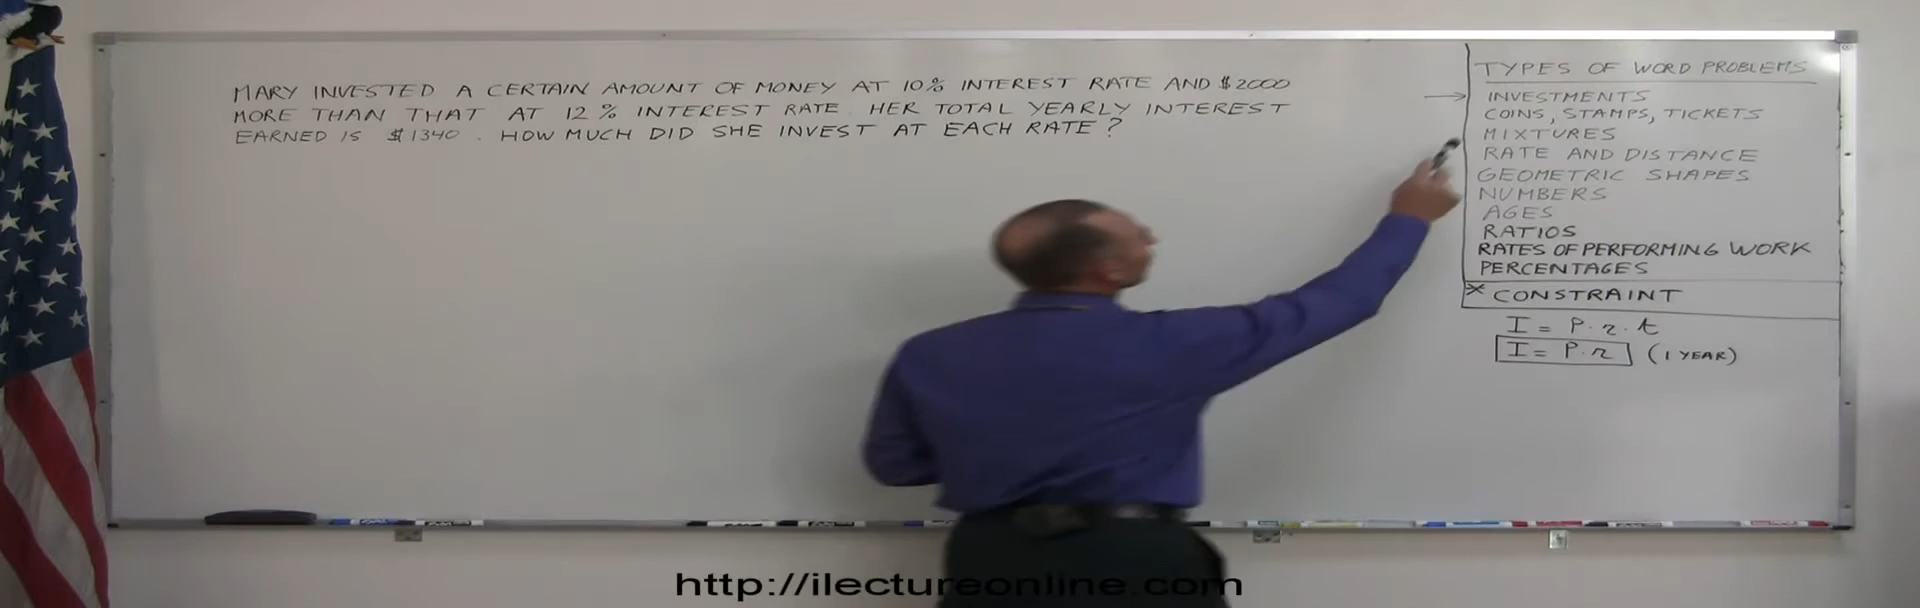 MARY INVESTED A CERTAIN AMOUNT OF MONEY AT 10% INTEREST RATE AND $2000
MORE THAN THAT AT 12% INTEREST RATE. HER TOTAL YEARLY INTEREST
EARNED IS $1340. HOW MUCH DID SHE INVEST AT EACH RATE?
TYPES OF WORD PROBLEMS
→ INVESTMENTS
COINS, STAMPS, TICKETS
MIXTURES
RATE AND DISTANCE
GEOMETRIC SHAPES
NUMBERS
AGES
RATIOS
RATES OF PERFORMING WORK
PERCENTAGES
* CONSTRAINT
I = P·r·t
I = P·r (1 YEAR)
http://ilectureonline.com